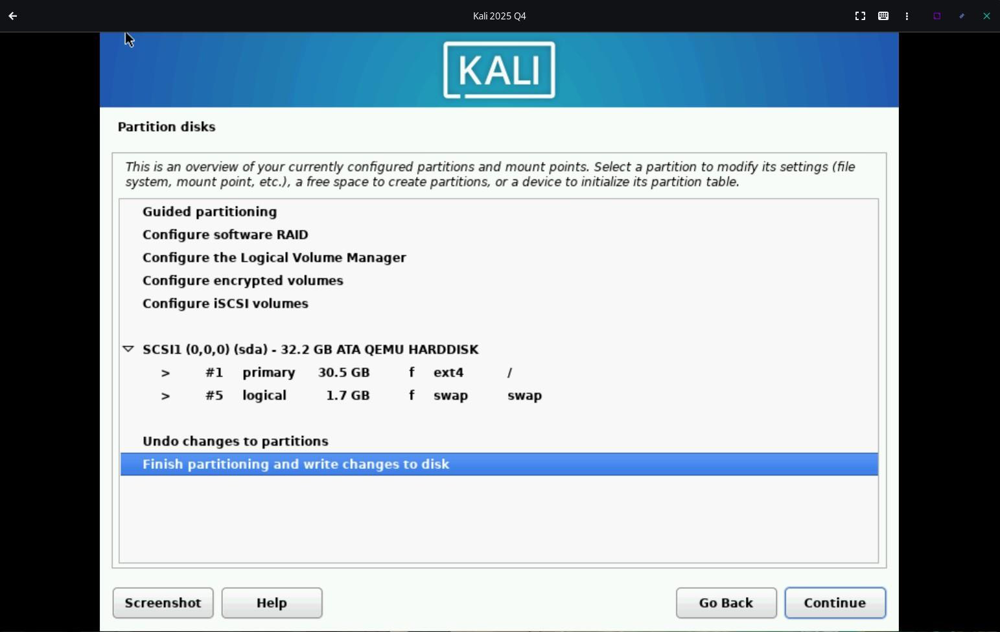 Kali 2025 Q4
KALI
Partition disks
This is an overview of your currently configured partitions and mount points. Select a partition to modify its settings (file
system, mount point, etc.), a free space to create partitions, or a device to initialize its partition table.
Guided partitioning
Configure software RAID
Configure the Logical Volume Manager
Configure encrypted volumes
Configure iSCSI volumes
SCSI1 (0,0,0) (sda) - 32.2 GB ATA QEMU HARDDISK
> #1 primary 30.5 GB f ext4 /
> #5 logical 1.7 GB f swap swap
Undo changes to partitions
Finish partitioning and write changes to disk
Screenshot Help Go Back Continue